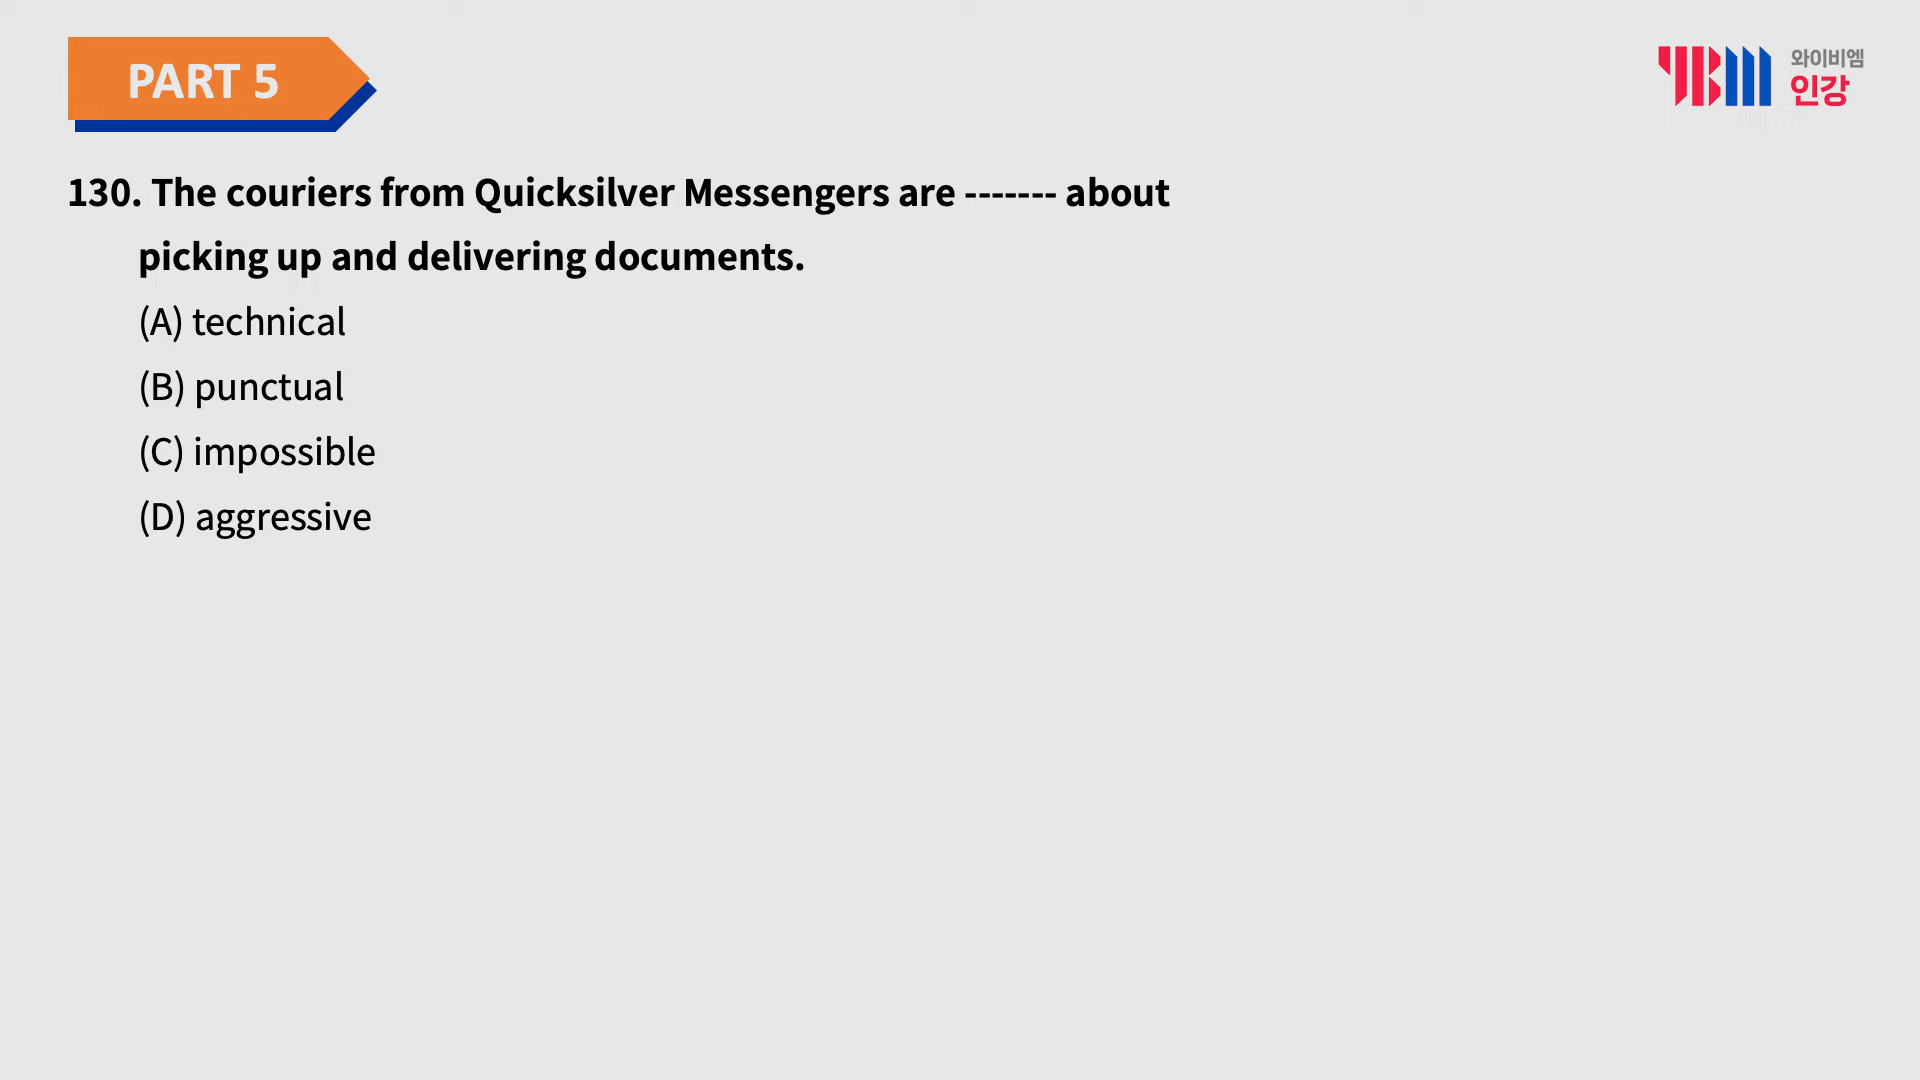 PART 5
YBM 와이비엠
인강
130. The couriers from Quicksilver Messengers are ------- about
picking up and delivering documents.
(A) technical
(B) punctual
(C) impossible
(D) aggressive